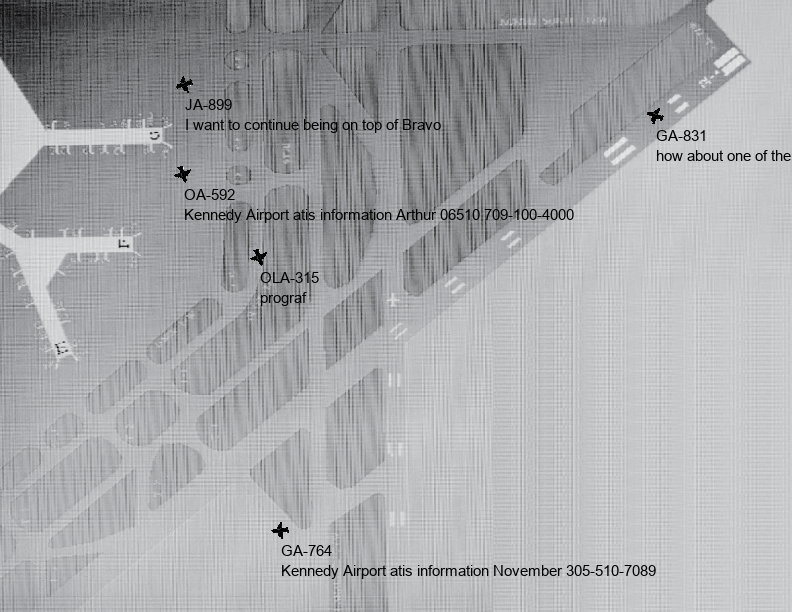 JA-899
I want to continue being on top of Bravo
GA-831
how about one of the
OA-592
Kennedy Airport atis information Arthur 06510 709-100-4000
OLA-315
prograf
GA-764
Kennedy Airport atis information November 305-510-7089